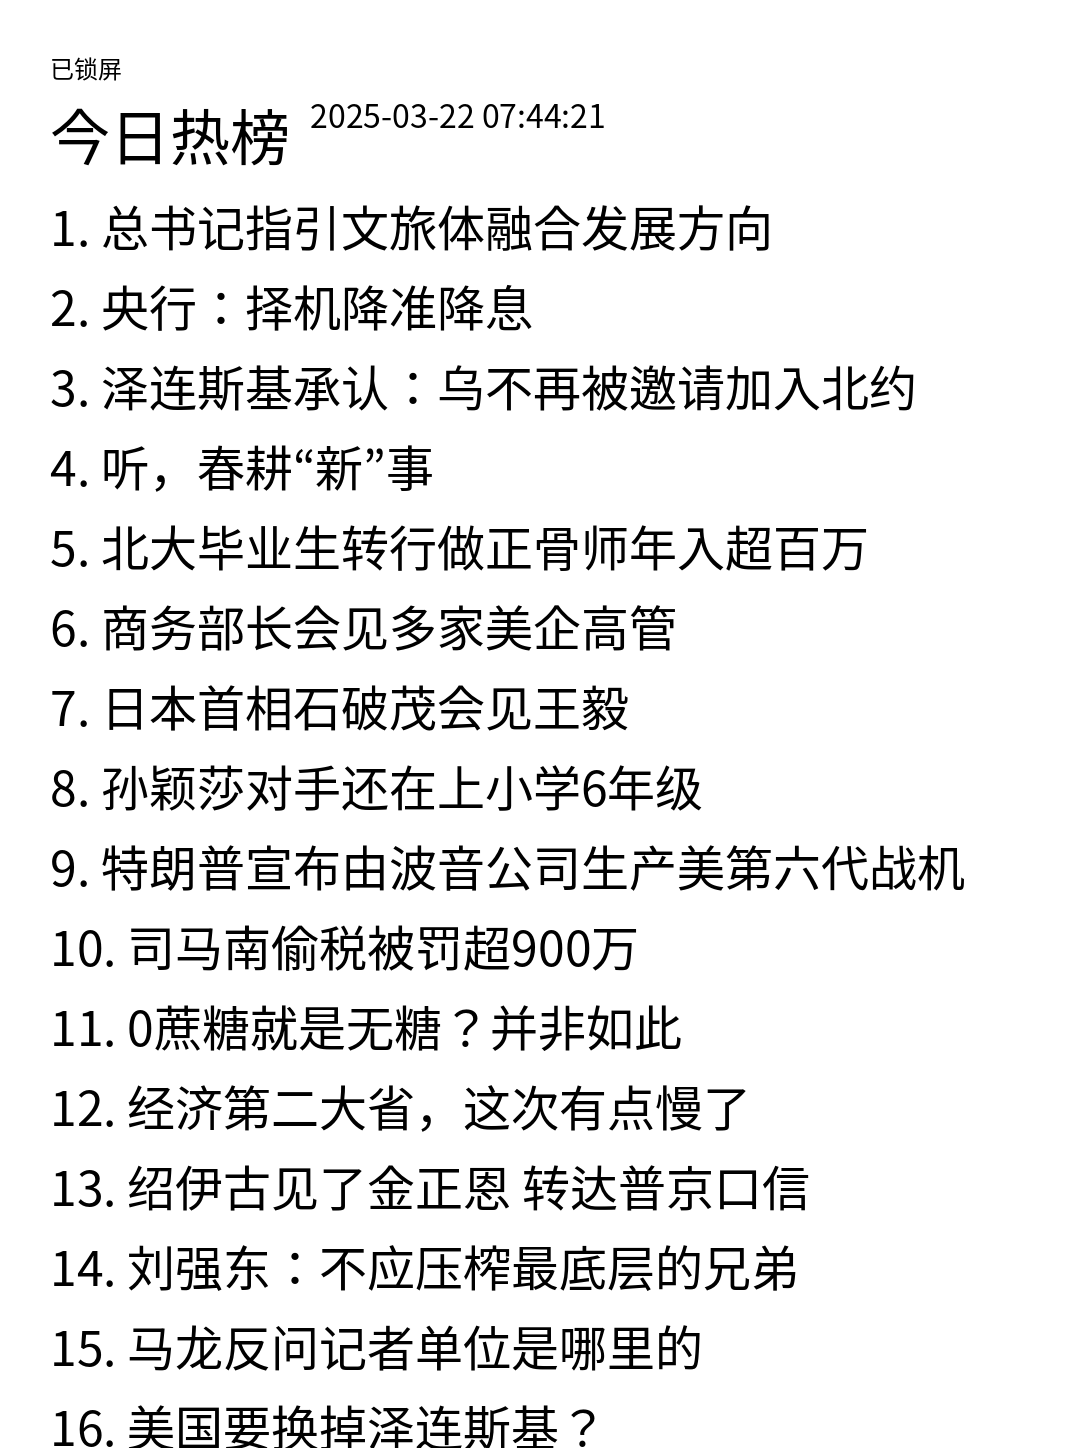 已锁屏
今日热榜 2025-03-22 07:44:21
1. 总书记指引文旅体融合发展方向
2. 央行：择机降准降息
3. 泽连斯基承认：乌不再被邀请加入北约
4. 听，春耕“新”事
5. 北大毕业生转行做正骨师年入超百万
6. 商务部长会见多家美企高管
7. 日本首相石破茂会见王毅
8. 孙颖莎对手还在上小学6年级
9. 特朗普宣布由波音公司生产美第六代战机
10. 司马南偷税被罚超900万
11. 0蔗糖就是无糖？并非如此
12. 经济第二大省，这次有点慢了
13. 绍伊古见了金正恩 转达普京口信
14. 刘强东：不应压榨最底层的兄弟
15. 马龙反问记者单位是哪里的
16. 美国要换掉泽连斯基？